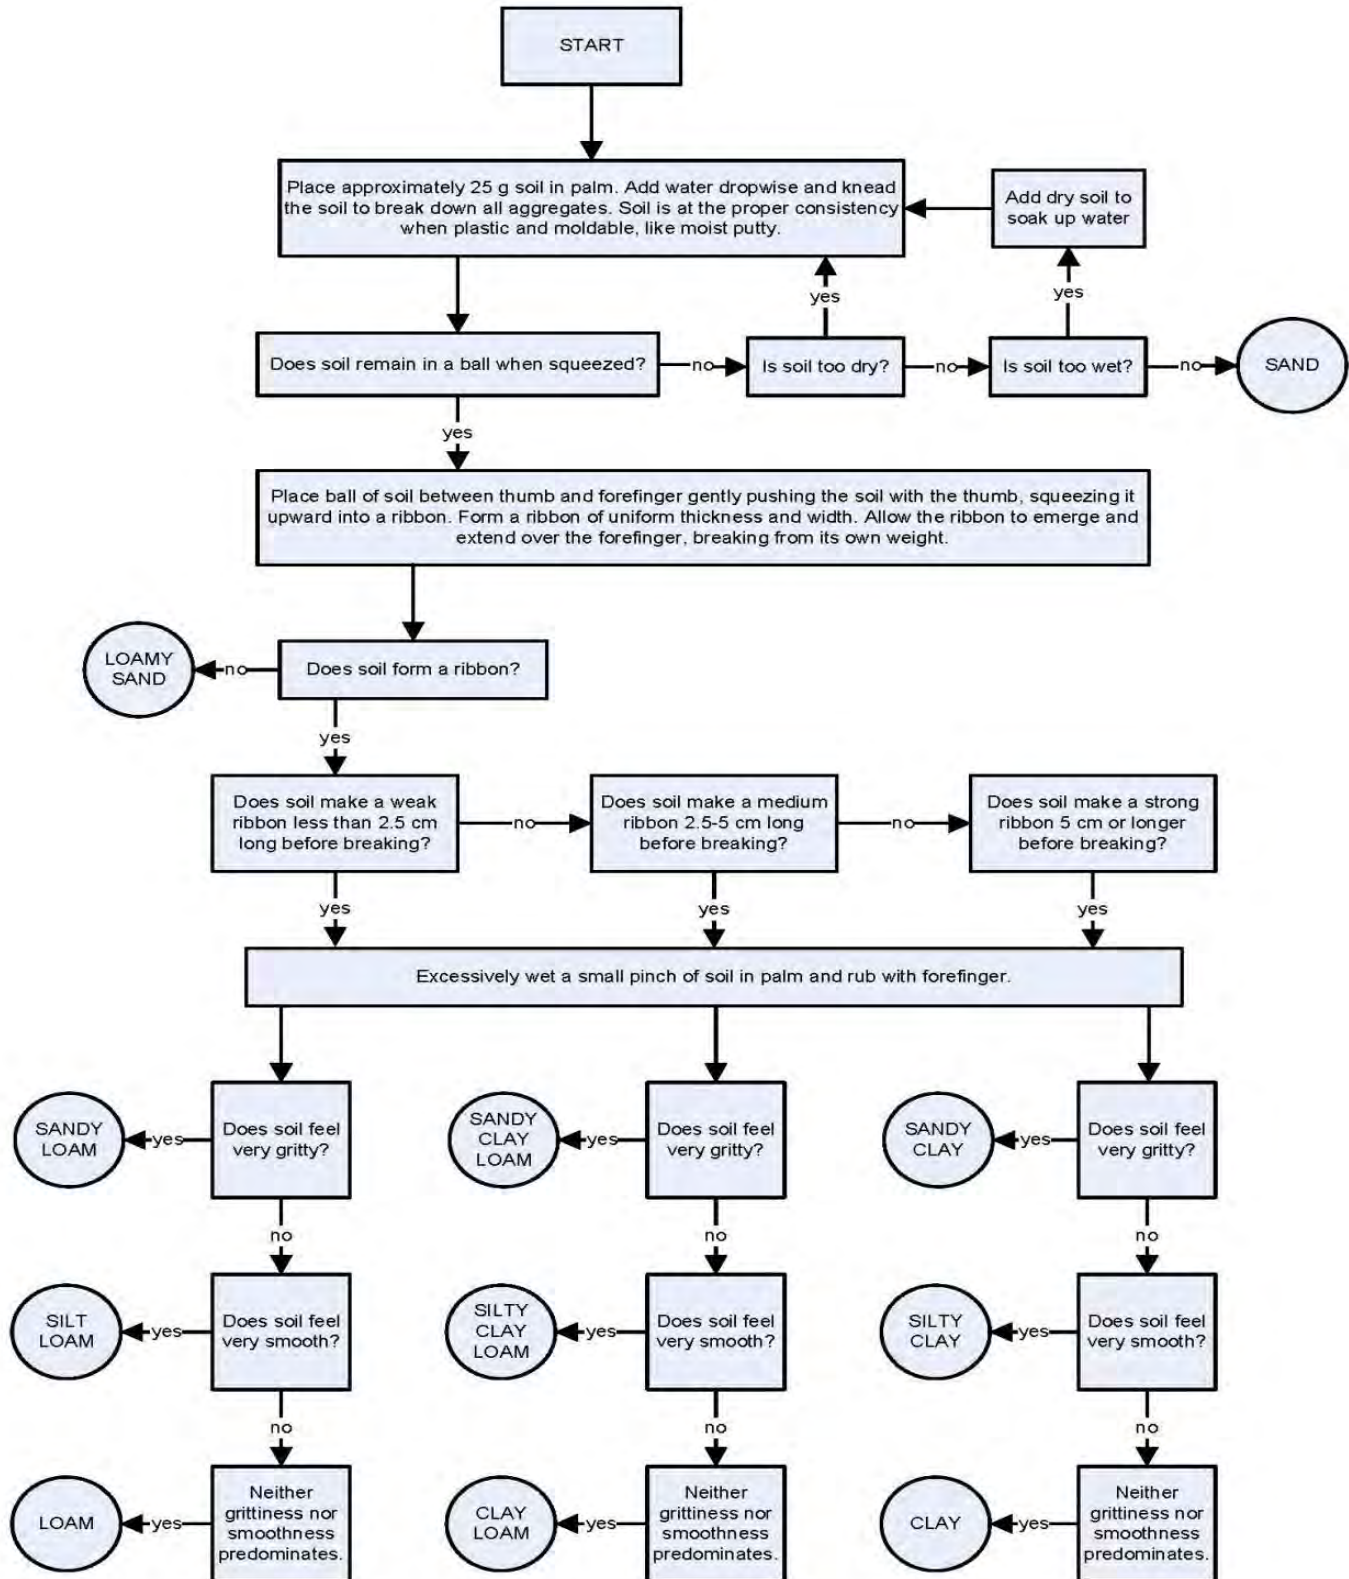 START
Place approximately 25 g soil in palm. Add water dropwise and knead
the soil to break down all aggregates. Soil is at the proper consistency
when plastic and moldable, like moist putty.
Add dry soil to
soak up water
yes
yes
Does soil remain in a ball when squeezed?
no
Is soil too dry?
no
Is soil too wet?
no
SAND
yes
Place ball of soil between thumb and forefinger gently pushing the soil with the thumb, squeezing it
upward into a ribbon. Form a ribbon of uniform thickness and width. Allow the ribbon to emerge and
extend over the forefinger, breaking from its own weight.
LOAMY
SAND
no
Does soil form a ribbon?
yes
Does soil make a weak
ribbon less than 2.5 cm
long before breaking?
no
Does soil make a medium
ribbon 2.5-5 cm long
before breaking?
no
Does soil make a strong
ribbon 5 cm or longer
before breaking?
yes
yes
yes
Excessively wet a small pinch of soil in palm and rub with forefinger.
SANDY
LOAM
yes
Does soil feel
very gritty?
SANDY
CLAY
LOAM
yes
Does soil feel
very gritty?
SANDY
CLAY
yes
Does soil feel
very gritty?
no
no
no
SILT
LOAM
yes
Does soil feel
very smooth?
SILTY
CLAY
LOAM
yes
Does soil feel
very smooth?
SILTY
CLAY
yes
Does soil feel
very smooth?
no
no
no
LOAM
yes
Neither
grittiness nor
smoothness
predominates.
CLAY
LOAM
yes
Neither
grittiness nor
smoothness
predominates.
CLAY
yes
Neither
grittiness nor
smoothness
predominates.